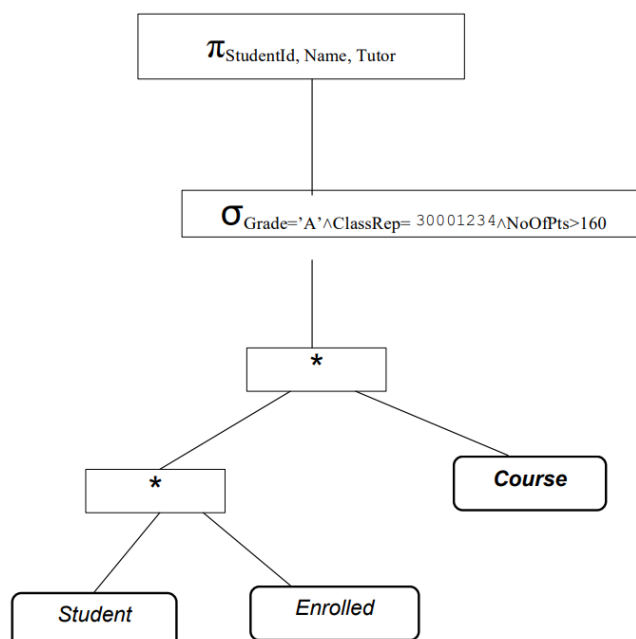 πStudentId, Name, Tutor
σGrade=’A’∧ClassRep= 30001234∧NoOfPts>160
*
*
Course
Student
Enrolled